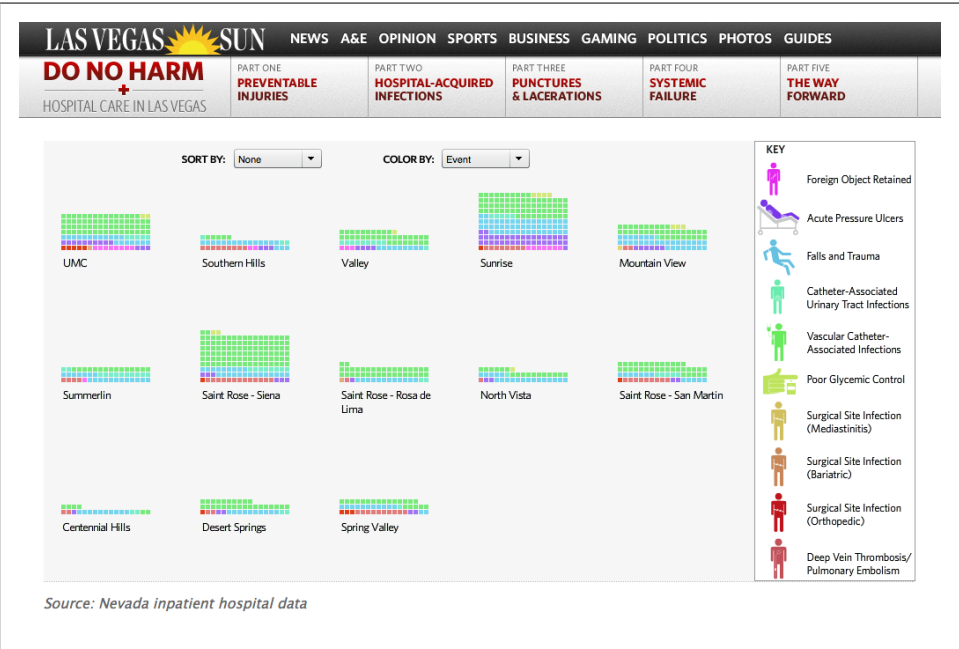 LAS VEGAS SUN
NEWS A&E OPINION SPORTS BUSINESS GAMING POLITICS PHOTOS GUIDES
DO NO HARM
HOSPITAL CARE IN LAS VEGAS
PART ONE
PREVENTABLE
INJURIES
PART TWO
HOSPITAL-ACQUIRED
INFECTIONS
PART THREE
PUNCTURES
& LACERATIONS
PART FOUR
SYSTEMIC
FAILURE
PART FIVE
THE WAY
FORWARD
SORT BY: None
COLOR BY: Event
UMC
Southern Hills
Valley
Sunrise
Mountain View
Summerlin
Saint Rose - Siena
Saint Rose - Rosa de
Lima
North Vista
Saint Rose - San Martin
Centennial Hills
Desert Springs
Spring Valley
KEY
Foreign Object Retained
Acute Pressure Ulcers
Falls and Trauma
Catheter-Associated
Urinary Tract Infections
Vascular Catheter-
Associated Infections
Poor Glycemic Control
Surgical Site Infection
(Mediastinitis)
Surgical Site Infection
(Bariatric)
Surgical Site Infection
(Orthopedic)
Deep Vein Thrombosis/
Pulmonary Embolism
Source: Nevada inpatient hospital data